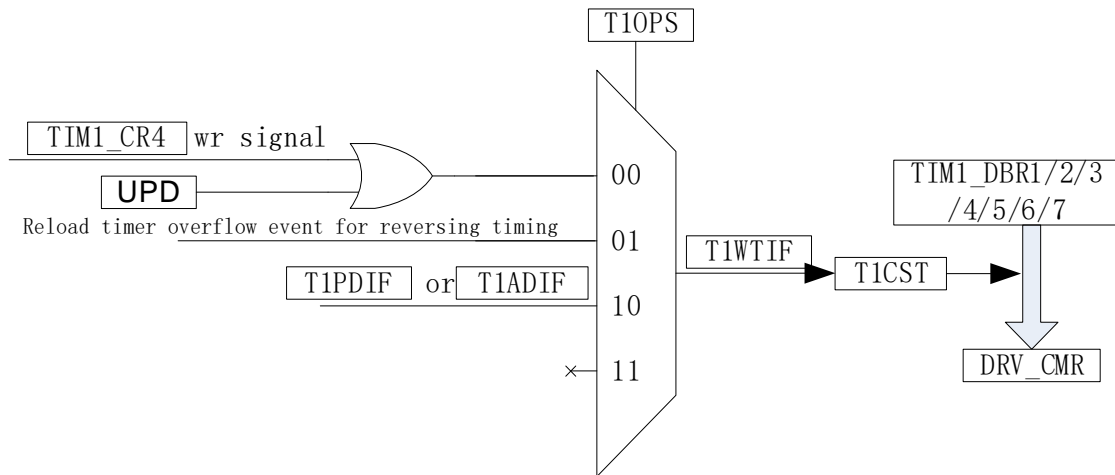 T1OPS
TIM1_CR4 wr signal
UPD
00
TIM1_DBR1/2/3
/4/5/6/7
Reload timer overflow event for reversing timing
01
T1WTIF
T1CST
T1PDIF or T1ADIF
10
DRV_CMR
11